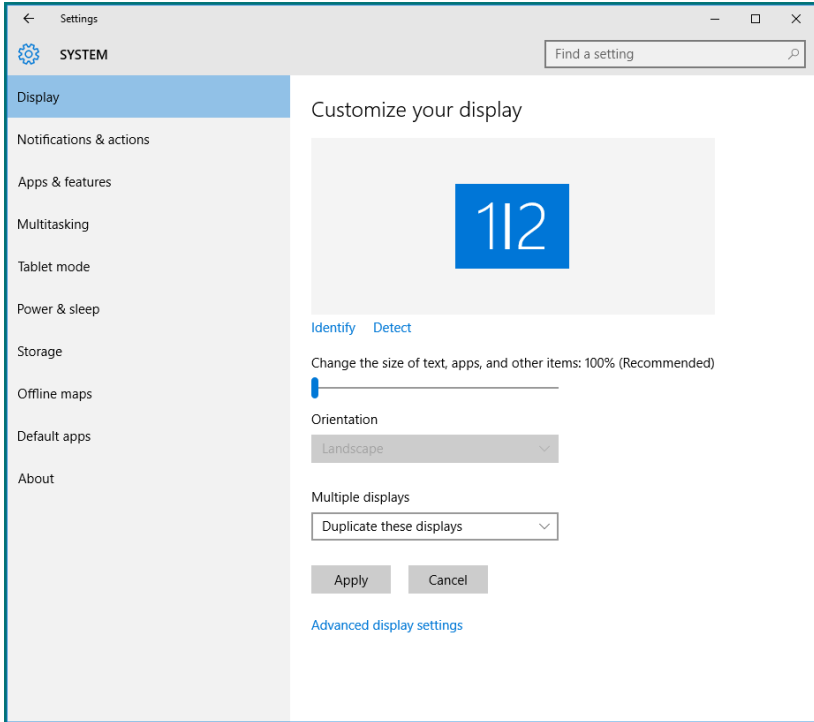 Settings
SYSTEM
Find a setting
Display
Notifications & actions
Apps & features
Multitasking
Tablet mode
Power & sleep
Storage
Offline maps
Default apps
About
Customize your display
1|2
Identify Detect
Change the size of text, apps, and other items: 100% (Recommended)
Orientation
Landscape
Multiple displays
Duplicate these displays
Apply Cancel
Advanced display settings